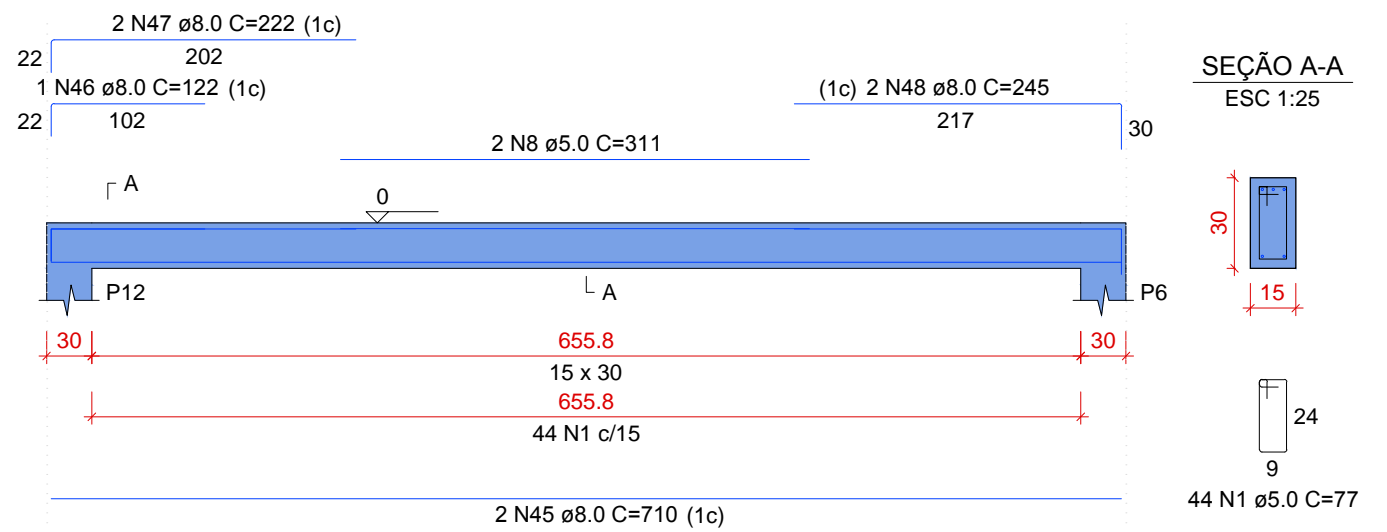 2 N47 ø8.0 C=222 (1c)
22
202
1 N46 ø8.0 C=122 (1c)
22
102
(1c) 2 N48 ø8.0 C=245
217
30
2 N8 ø5.0 C=311
A
0
A
P12
P6
30
655.8
30
15 x 30
655.8
44 N1 c/15
2 N45 ø8.0 C=710 (1c)
SEÇÃO A-A
ESC 1:25
30
15
24
9
44 N1 ø5.0 C=77